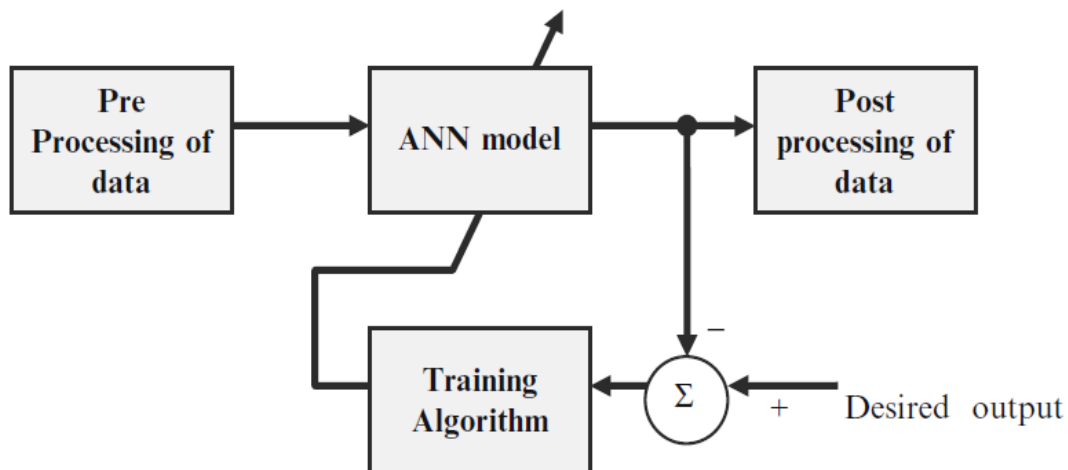 Pre
Processing of
data
ANN model
Post
processing of
data
−
Training
Algorithm
Σ
+
Desired output